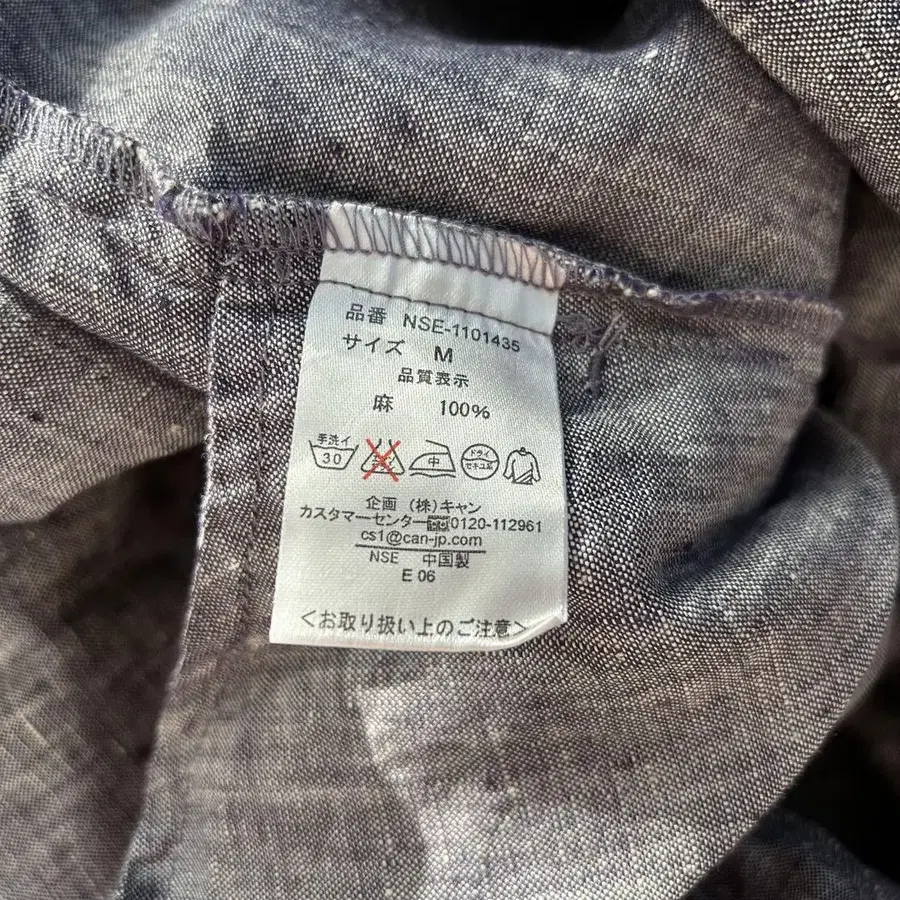 品番 NSE-1101435
サイズ M
品質表示
麻 100%
手洗イ
30
中
ドライ
セキユ系
企画 (株)キャン
カスタマーセンター 0120-112961
cs1@can-jp.com
NSE 中国製
E 06
<お取り扱い上のご注意>